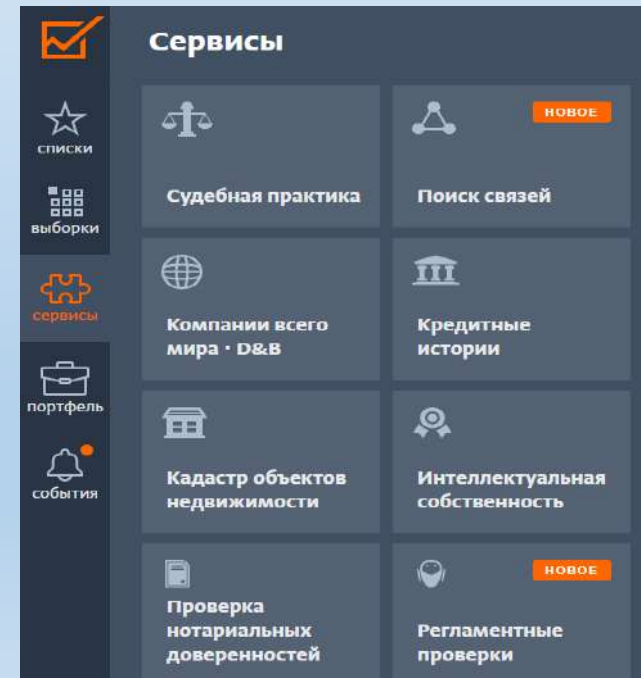 Сервисы
списки
выборки
сервисы
портфель
события
Судебная практика
НОВОЕ
Поиск связей
Компании всего
мира · D&B
Кредитные
истории
Кадастр объектов
недвижимости
Интеллектуальная
собственность
Проверка
нотариальных
доверенностей
НОВОЕ
Регламентные
проверки